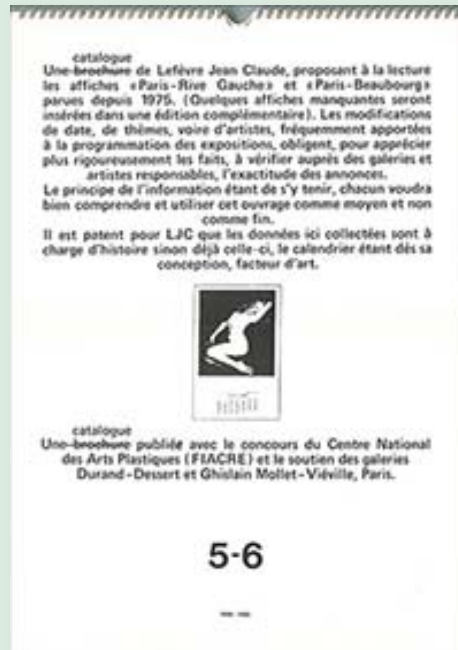 catalogue
Une brochure de Lefèvre Jean Claude, proposant à la lecture
les affiches «Paris-Rive Gauche» et «Paris-Beaubourg»
parues depuis 1975. (Quelques affiches manquantes seront
insérées dans une édition complémentaire). Les modifications
de date, de thèmes, voire d'artistes, fréquemment apportées
à la programmation des expositions, obligent, pour apprécier
plus rigoureusement les faits, à vérifier auprès des galeries et
artistes responsables, l'exactitude des annonces.
Le principe de l'information étant de s'y tenir, chacun voudra
bien comprendre et utiliser cet ouvrage comme moyen et non
comme fin.
Il est patent pour LJC que les données ici collectées sont à
charge d'histoire sinon déjà celle-ci, le calendrier étant dès sa
conception, facteur d'art.
catalogue
Une brochure publiée avec le concours du Centre National
des Arts Plastiques (FIACRE) et le soutien des galeries
Durand-Dessert et Ghislain Mollet-Viéville, Paris.
5-6